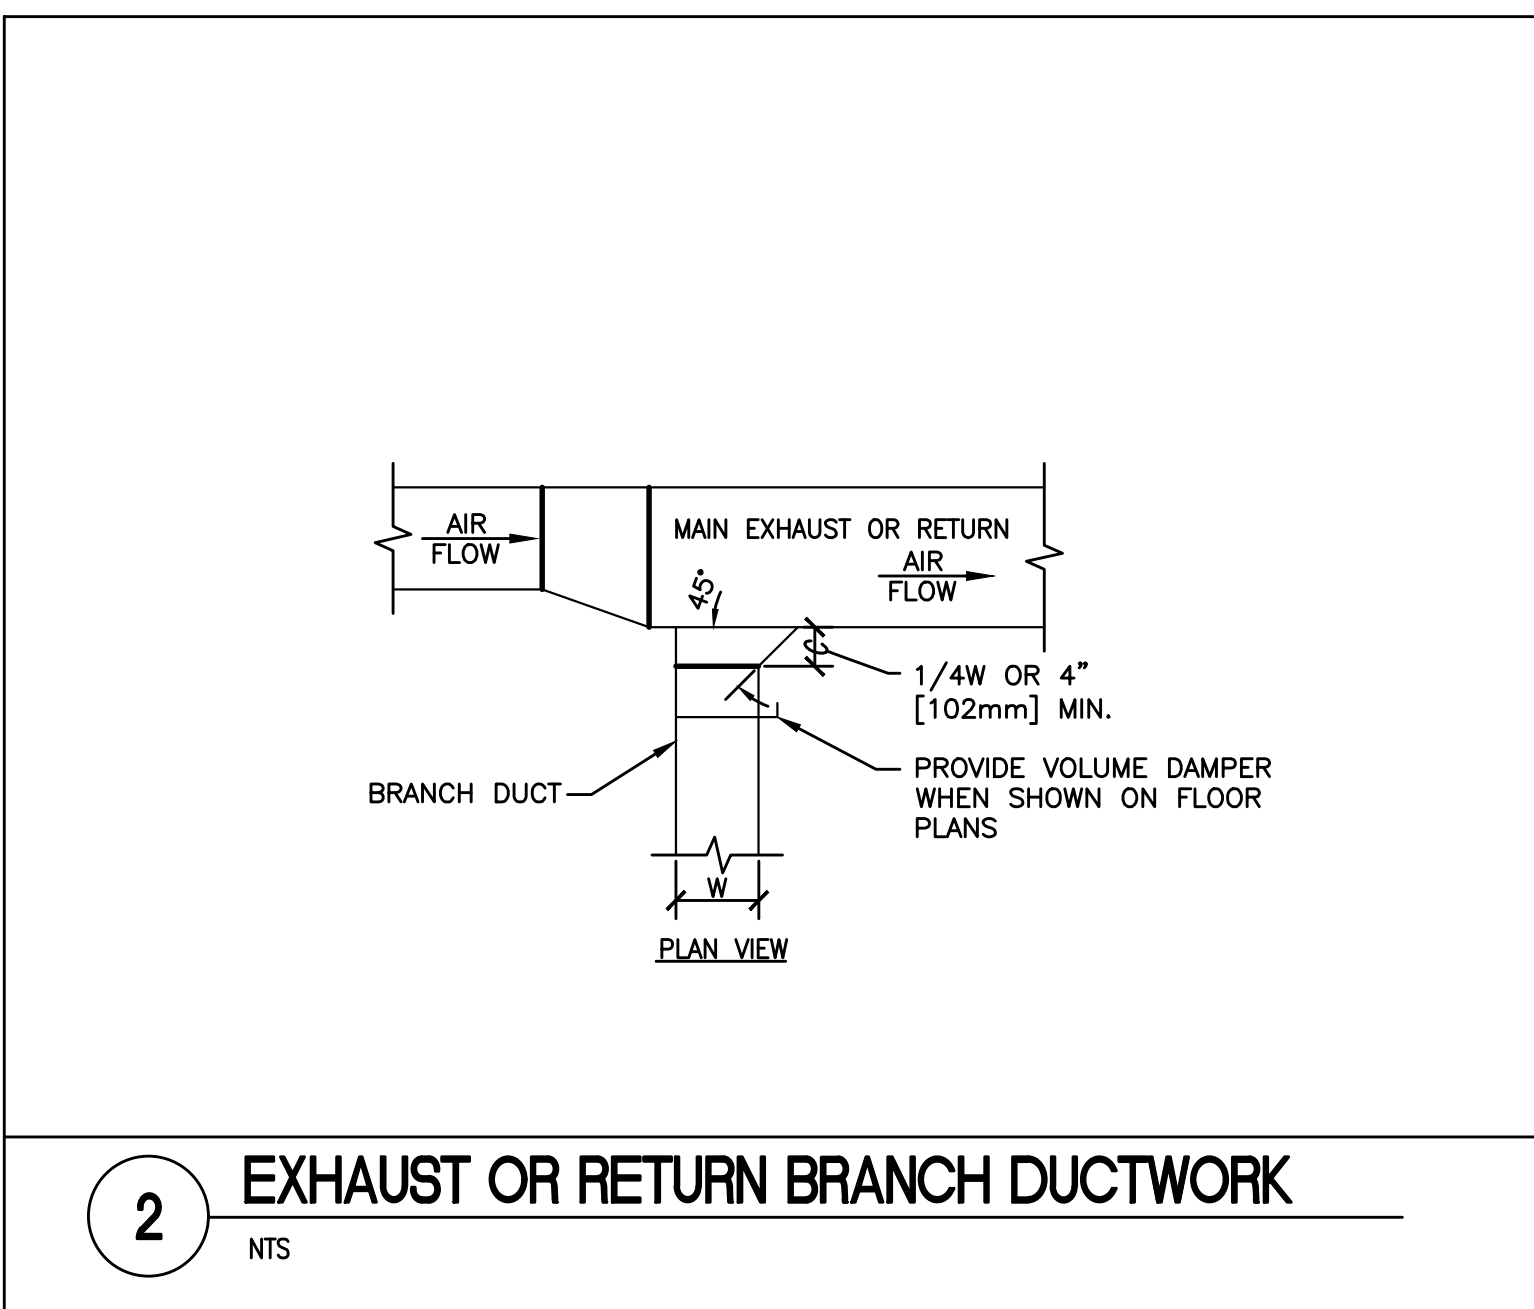 AIR
FLOW
MAIN EXHAUST OR RETURN
AIR
FLOW
45°
C
1/4W OR 4”
[102mm] MIN.
PROVIDE VOLUME DAMPER
WHEN SHOWN ON FLOOR
PLANS
BRANCH DUCT
W
PLAN VIEW
2
EXHAUST OR RETURN BRANCH DUCTWORK
NTS